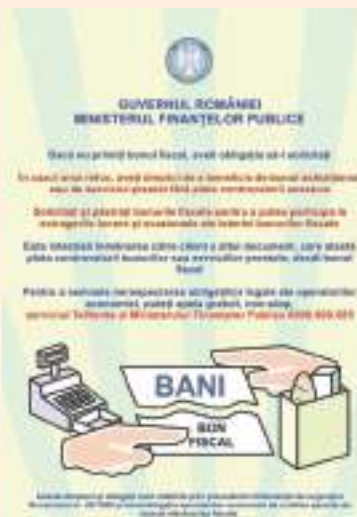 GUVERNUL ROMÂNIEI
MINISTERUL FINANȚELOR PUBLICE
Dacă nu primiți bonul fiscal, aveți obligația să-l solicitați
În cazul unui refuz, aveți dreptul de a beneficia de bunul achiziționat
sau de serviciul prestat fără plata contravalorii acestuia
Solicitați și păstrați bonurile fiscale pentru a putea participa la
extragerile lunare și ocazionale ale loteriei bonurilor fiscale
Este interzisă înmânarea către clienți a altui document, care atestă
plata contravalorii bunurilor sau serviciilor prestate, decât bonul
fiscal
Pentru a semnala nerespectarea obligațiilor legale ale operatorilor
economici, puteți apela gratuit, non-stop,
serviciul TelVerde al Ministerului Finanțelor Publice
BANI
BON
FISCAL